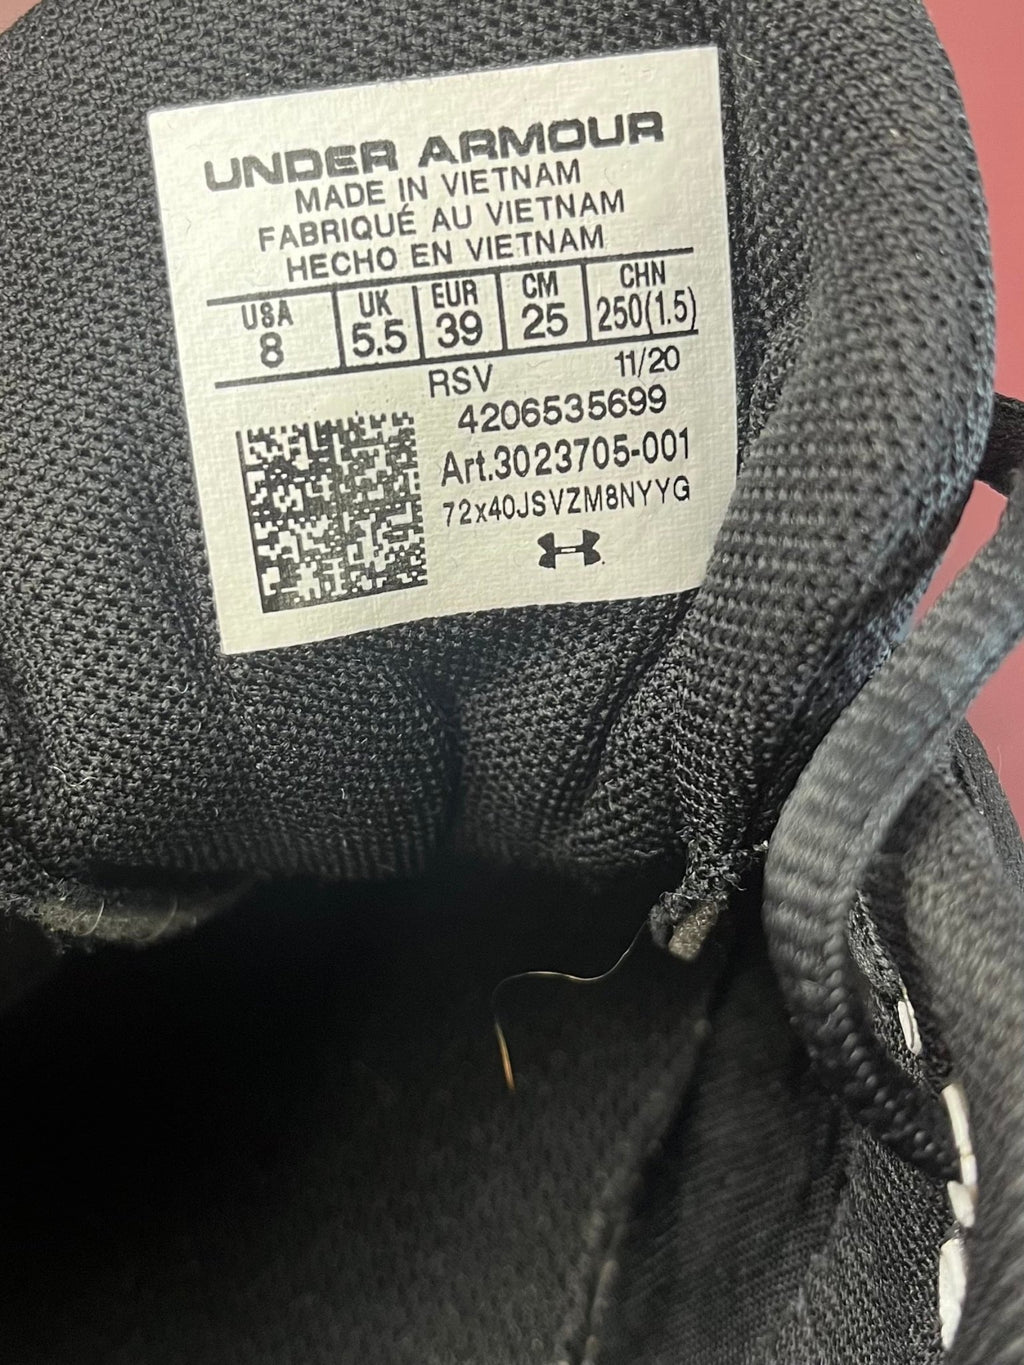 UNDER ARMOUR
MADE IN VIETNAM
FABRIQUÉ AU VIETNAM
HECHO EN VIETNAM
USA UK EUR CM CHN
8 5.5 39 25 250(1.5)
RSV 11/20
4206535699
Art.3023705-001
72x40JSVZM8NYYG